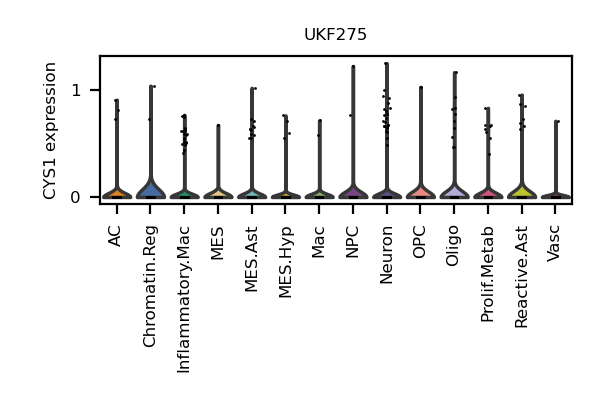 UKF275
CYS1 expression
1
0
AC
Chromatin.Reg
Inflammatory.Mac
MES
MES.Ast
MES.Hyp
Mac
NPC
Neuron
OPC
Oligo
Prolif.Metab
Reactive.Ast
Vasc